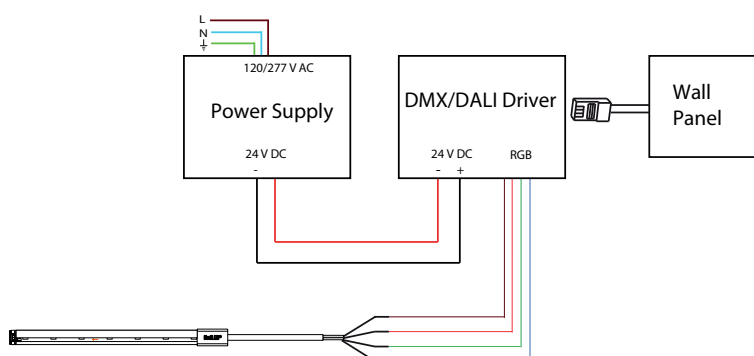 L
N
120/277 V AC
Power Supply
24 V DC
-
DMX/DALI Driver
24 V DC
RGB
- +
Wall
Panel